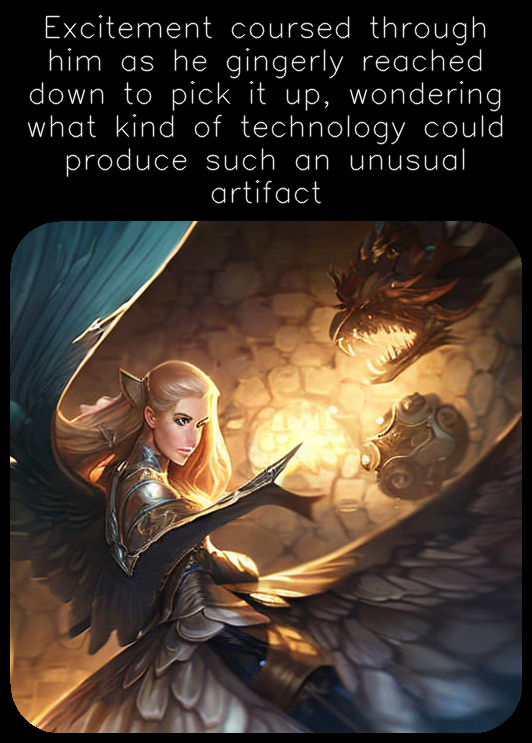 Excitement coursed through
him as he gingerly reached
down to pick it up, wondering
what kind of technology could
produce such an unusual
artifact